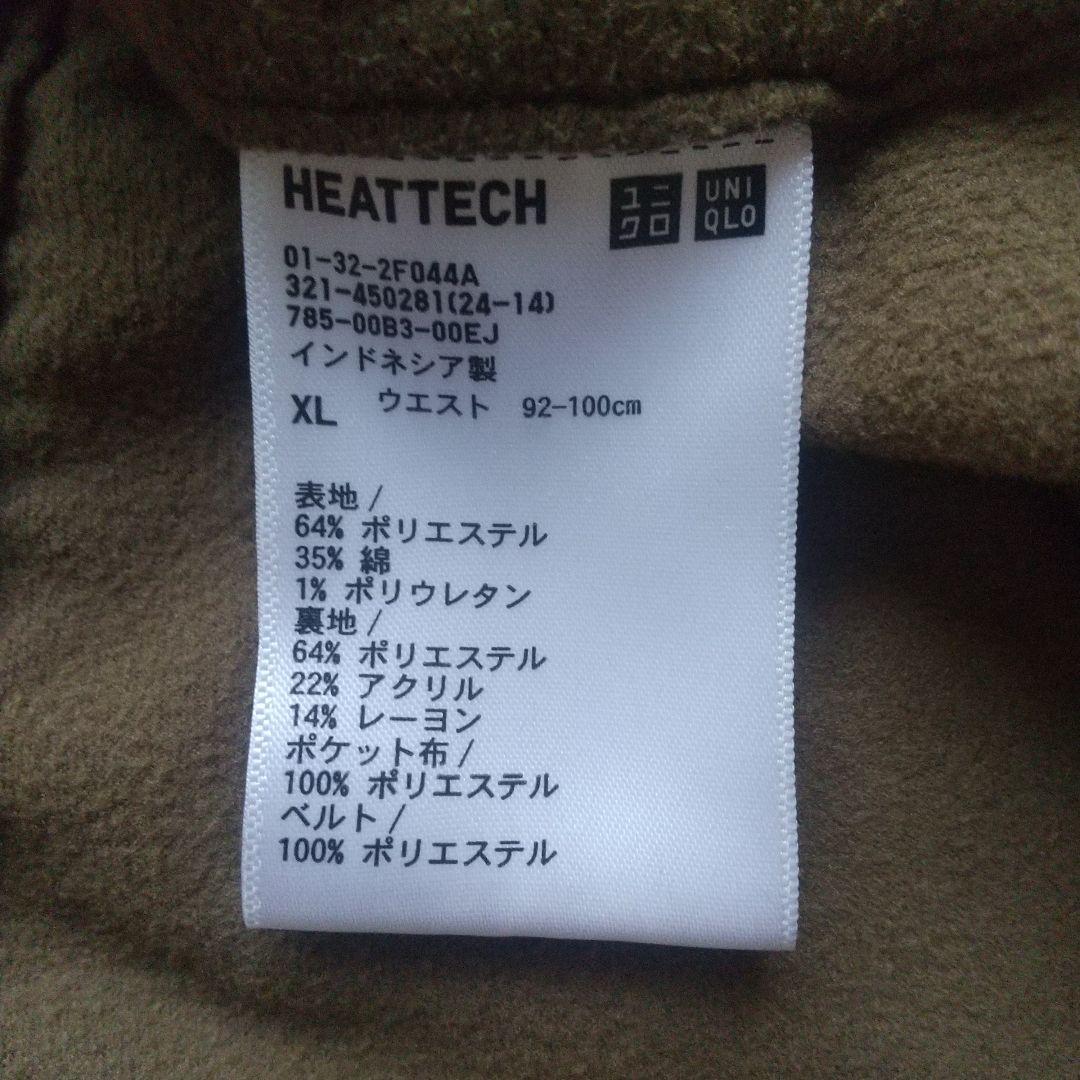 HEATTECH
ユニクロ
UNIQLO
01-32-2F044A
321-450281(24-14)
785-00B3-00EJ
インドネシア製
XL ウエスト 92-100cm
表地/
64% ポリエステル
35% 綿
1% ポリウレタン
裏地/
64% ポリエステル
22% アクリル
14% レーヨン
ポケット布/
100% ポリエステル
ベルト/
100% ポリエステル